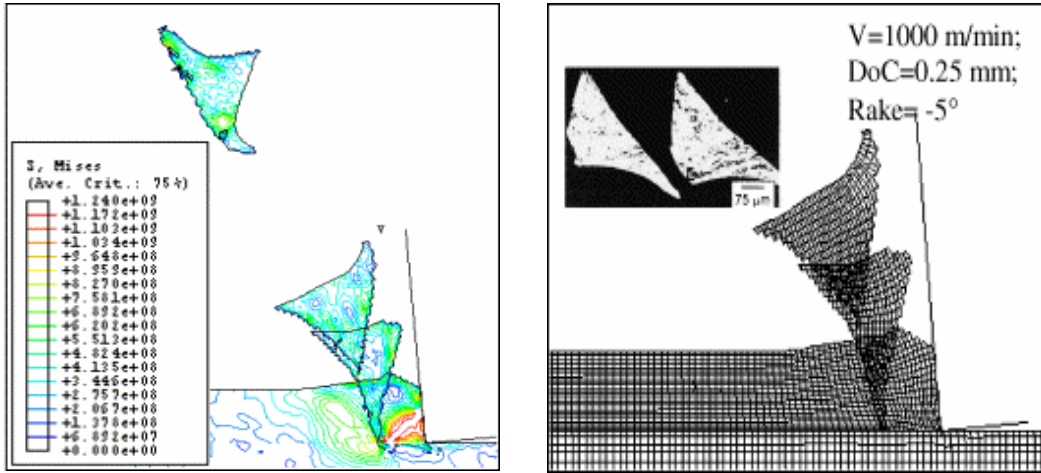 S, Mises
(Ave. Crit.: 75%)
+1.240e+09
+1.172e+09
+1.103e+09
+1.034e+09
+9.648e+08
+8.959e+08
+8.270e+08
+7.581e+08
+6.892e+08
+6.202e+08
+5.513e+08
+4.824e+08
+4.135e+08
+3.446e+08
+2.757e+08
+2.067e+08
+1.378e+08
+6.892e+07
+0.000e+00
V=1000 m/min;
DoC=0.25 mm;
Rake= -5°
75 µm